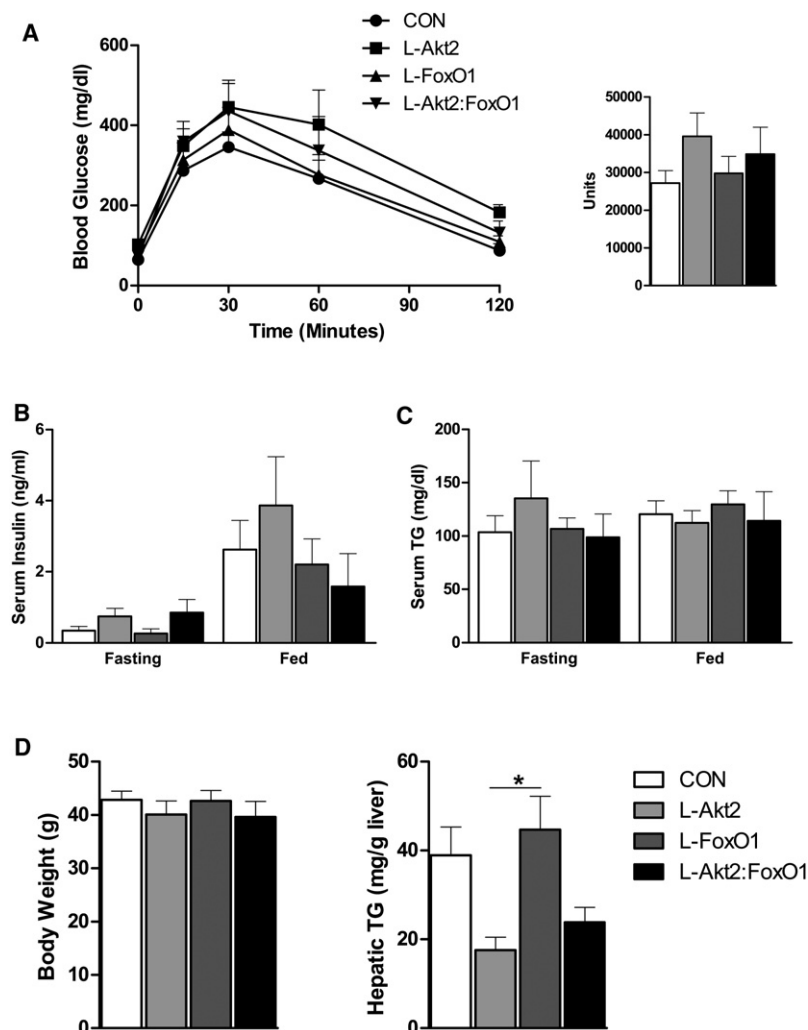 A
CON
L-Akt2
L-FoxO1
L-Akt2:FoxO1
Blood Glucose (mg/dl)
600
400
200
0
0 30 60 90 120
Time (Minutes)
Units
50000
40000
30000
20000
10000
0
B
Serum Insulin (ng/ml)
6
4
2
0
Fasting Fed
C
Serum TG (mg/dl)
200
150
100
50
0
Fasting Fed
D
Body Weight (g)
50
40
30
20
10
0
Hepatic TG (mg/g liver)
60
40
20
0
*
CON
L-Akt2
L-FoxO1
L-Akt2:FoxO1